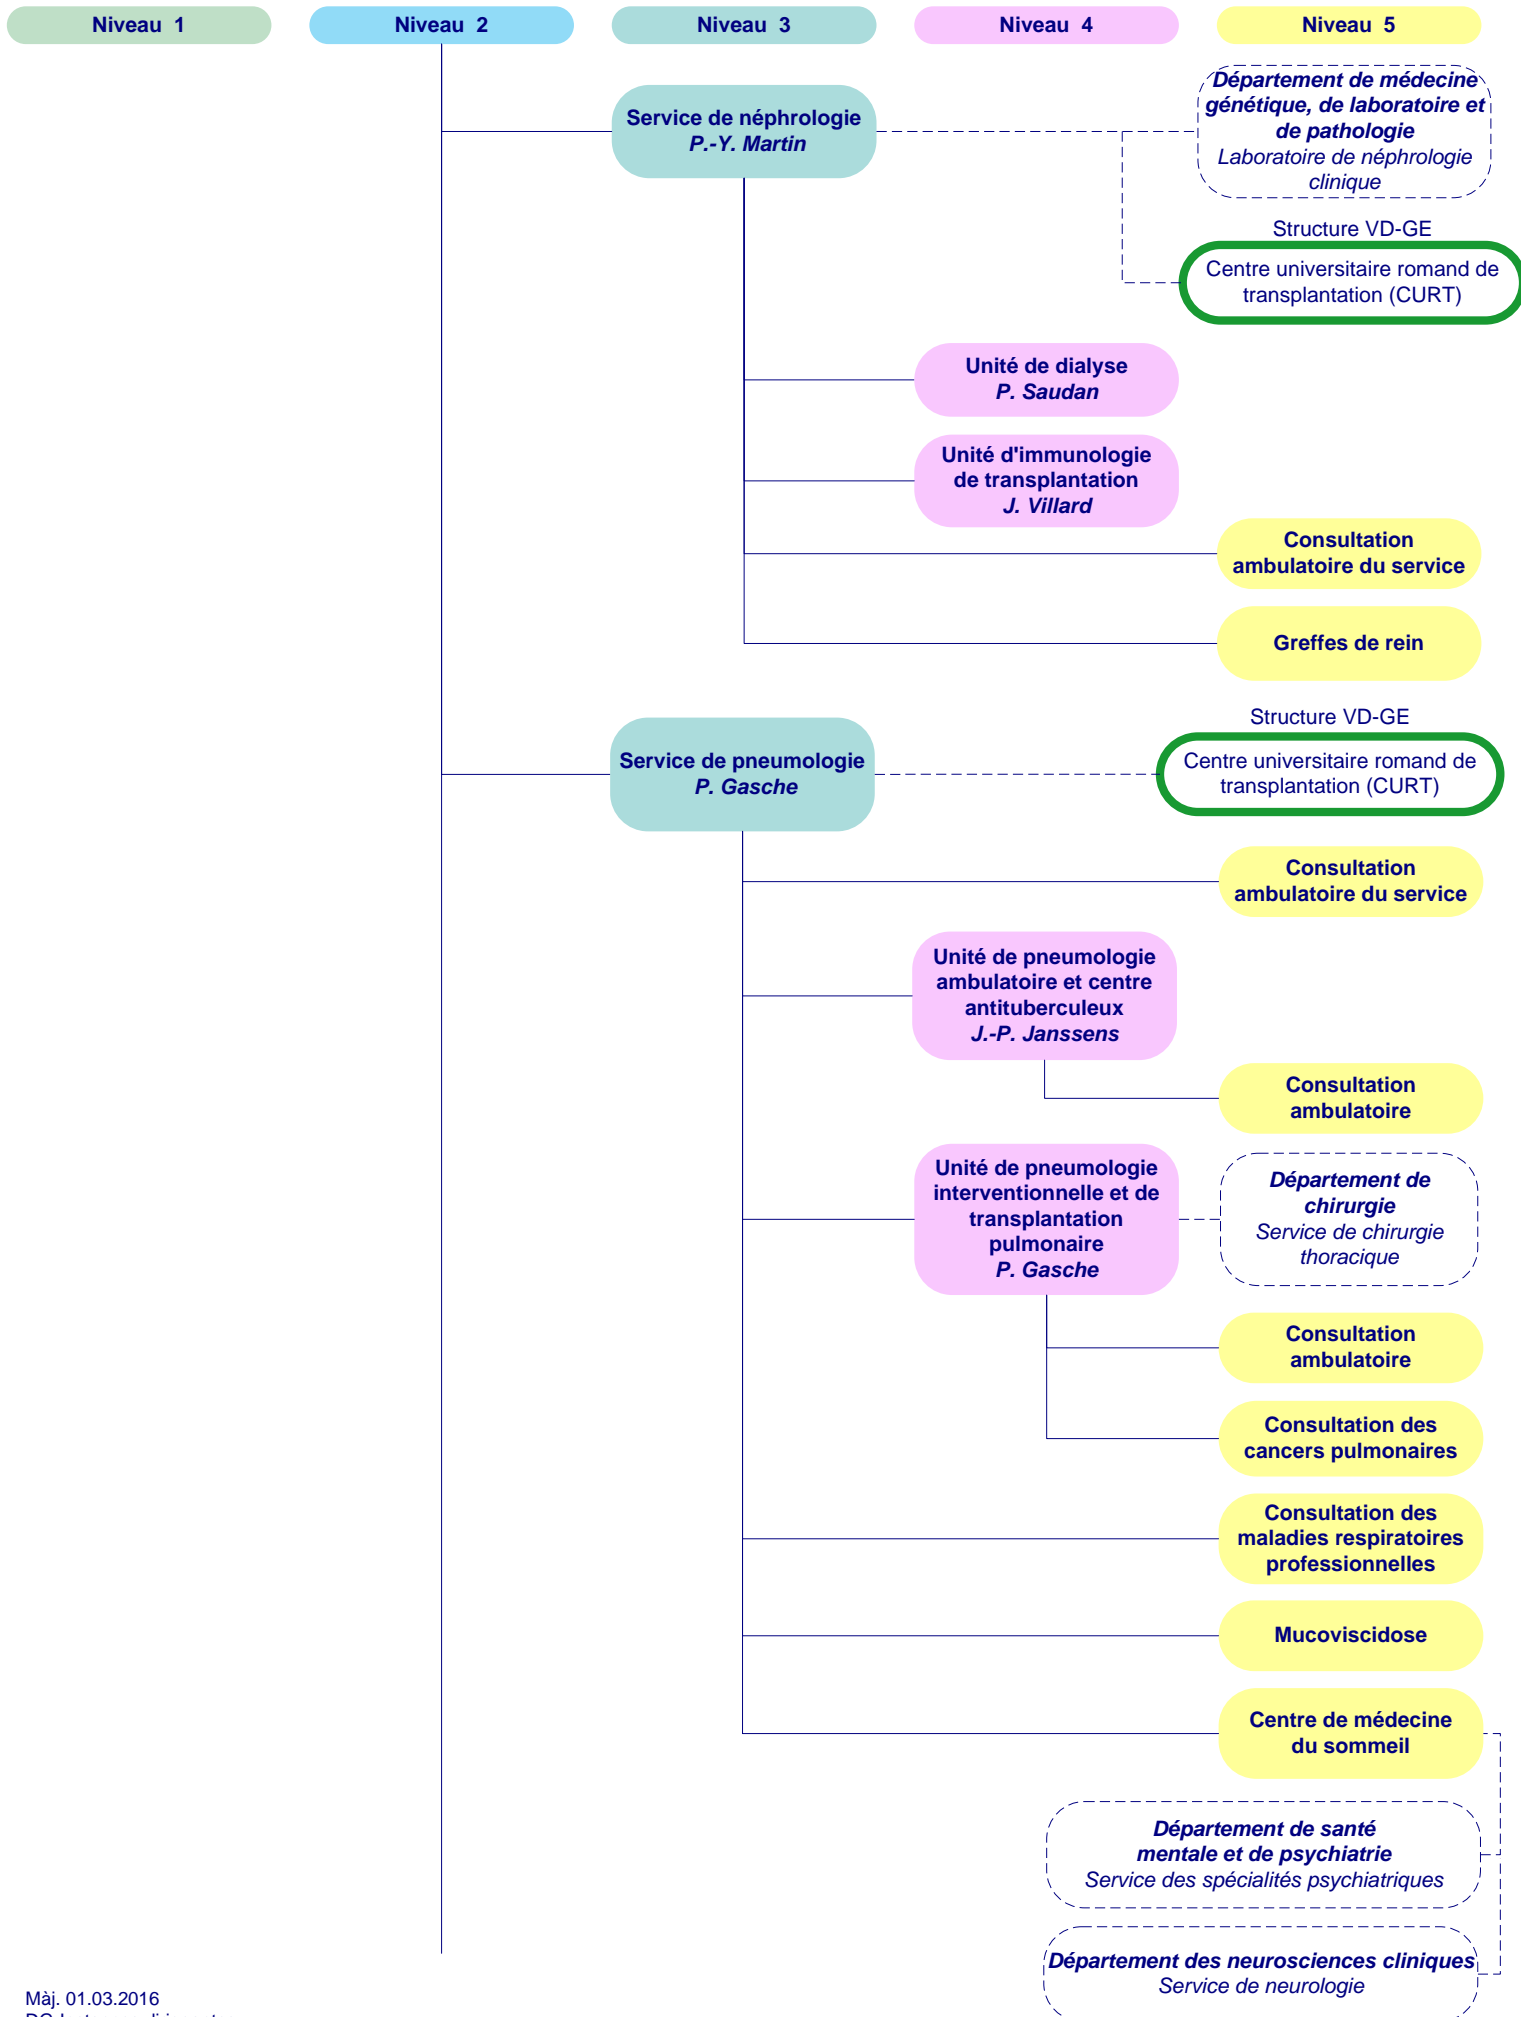 Niveau 1
Niveau 2
Niveau 3
Niveau 4
Niveau 5
Service de néphrologie
P.-Y. Martin
Département de médecine
génétique, de laboratoire et
de pathologie
Laboratoire de néphrologie
clinique
Structure VD-GE
Centre universitaire romand de
transplantation (CURT)
Unité de dialyse
P. Saudan
Unité d'immunologie
de transplantation
J. Villard
Consultation
ambulatoire du service
Greffes de rein
Service de pneumologie
P. Gasche
Structure VD-GE
Centre universitaire romand de
transplantation (CURT)
Consultation
ambulatoire du service
Unité de pneumologie
ambulatoire et centre
antituberculeux
J.-P. Janssens
Consultation
ambulatoire
Unité de pneumologie
interventionnelle et de
transplantation
pulmonaire
P. Gasche
Département de
chirurgie
Service de chirurgie
thoracique
Consultation
ambulatoire
Consultation des
cancers pulmonaires
Consultation des
maladies respiratoires
professionnelles
Mucoviscidose
Centre de médecine
du sommeil
Département de santé
mentale et de psychiatrie
Service des spécialités psychiatriques
Département des neurosciences cliniques
Service de neurologie
Màj. 01.03.2016